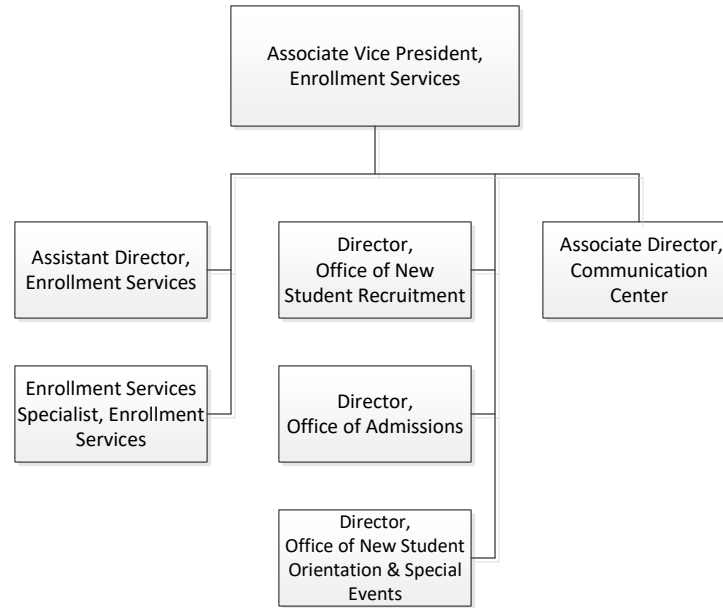 Associate Vice President,
Enrollment Services
Assistant Director,
Enrollment Services
Director,
Office of New
Student Recruitment
Associate Director,
Communication
Center
Enrollment Services
Specialist, Enrollment
Services
Director,
Office of Admissions
Director,
Office of New Student
Orientation & Special
Events